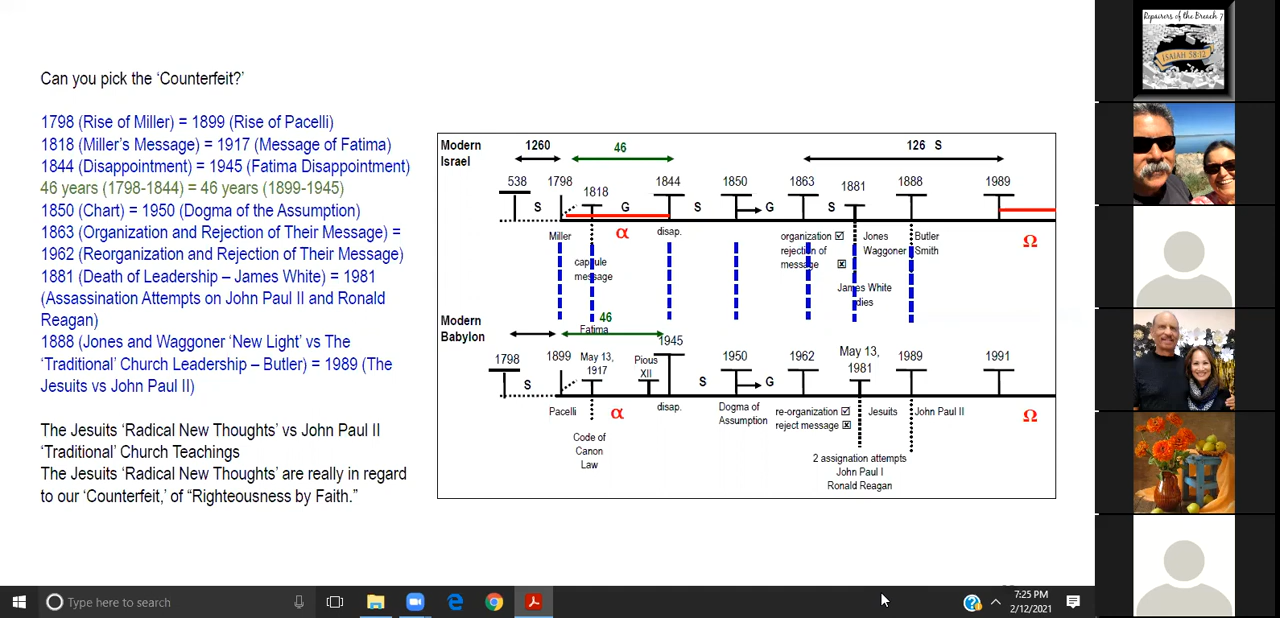 Can you pick the ‘Counterfeit?’
1798 (Rise of Miller) = 1899 (Rise of Pacelli)
1818 (Miller’s Message) = 1917 (Message of Fatima)
1844 (Disappointment) = 1945 (Fatima Disappointment)
46 years (1798-1844) = 46 years (1899-1945)
1850 (Chart) = 1950 (Dogma of the Assumption)
1863 (Organization and Rejection of Their Message) =
1962 (Reorganization and Rejection of Their Message)
1881 (Death of Leadership – James White) = 1981
(Assassination Attempts on John Paul II and Ronald
Reagan)
1888 (Jones and Waggoner ‘New Light’ vs The
‘Traditional’ Church Leadership – Butler) = 1989 (The
Jesuits vs John Paul II)
The Jesuits ‘Radical New Thoughts’ vs John Paul II
‘Traditional’ Church Teachings
The Jesuits ‘Radical New Thoughts’ are really in regard
to our ‘Counterfeit,’ of “Righteousness by Faith.”
Modern
Israel
1260
46
126 S
538
1798
1818
1844
1850
1863
1881
1888
1989
S
G
S
G
S
α
Ω
Miller
capsule
message
disap.
organization
rejection of
message
Jones
Waggoner
Butler
Smith
James White
dies
Modern
Babylon
46
Fatima
1798
1899
May 13,
1917
Pious
XII
1945
1950
1962
May 13,
1981
1989
1991
S
S
G
Pacelli
α
disap.
Dogma of
Assumption
re-organization
reject message
Jesuits
John Paul II
Ω
Code of
Canon
Law
2 assignation attempts
John Paul I
Ronald Reagan
Repairers of the Breach 7
ISAIAH 58:12
Type here to search
7:25 PM
2/12/2021